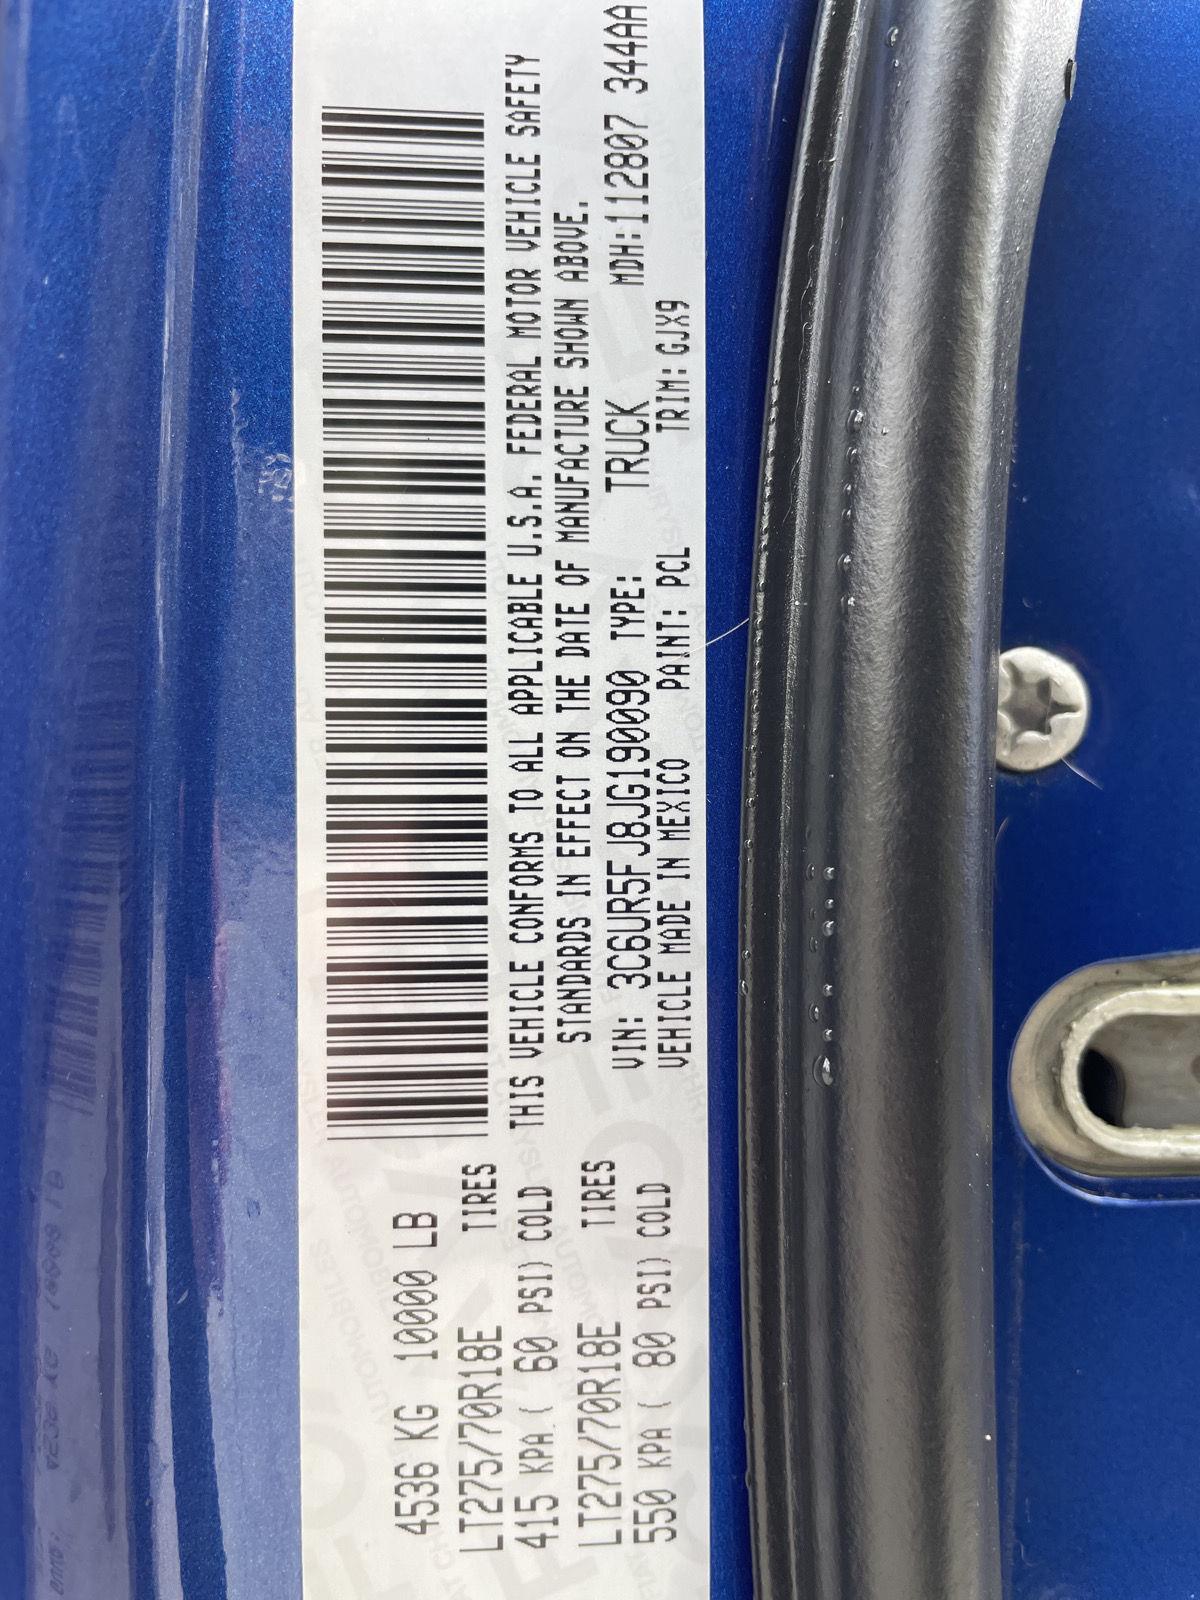 4536 KG 10000 LB
LT275/70R18E TIRES
415 KPA ( 60 PSI) COLD
LT275/70R18E TIRES
550 KPA ( 80 PSI) COLD
THIS VEHICLE CONFORMS TO ALL APPLICABLE U.S.A. FEDERAL MOTOR VEHICLE SAFETY
STANDARDS IN EFFECT ON THE DATE OF MANUFACTURE SHOWN ABOVE.
VIN: 3C6UR5FJ8JG190090 TYPE: TRUCK MDH:112807 344AA
VEHICLE MADE IN MEXICO PAINT: PCL TRIM: GJX9